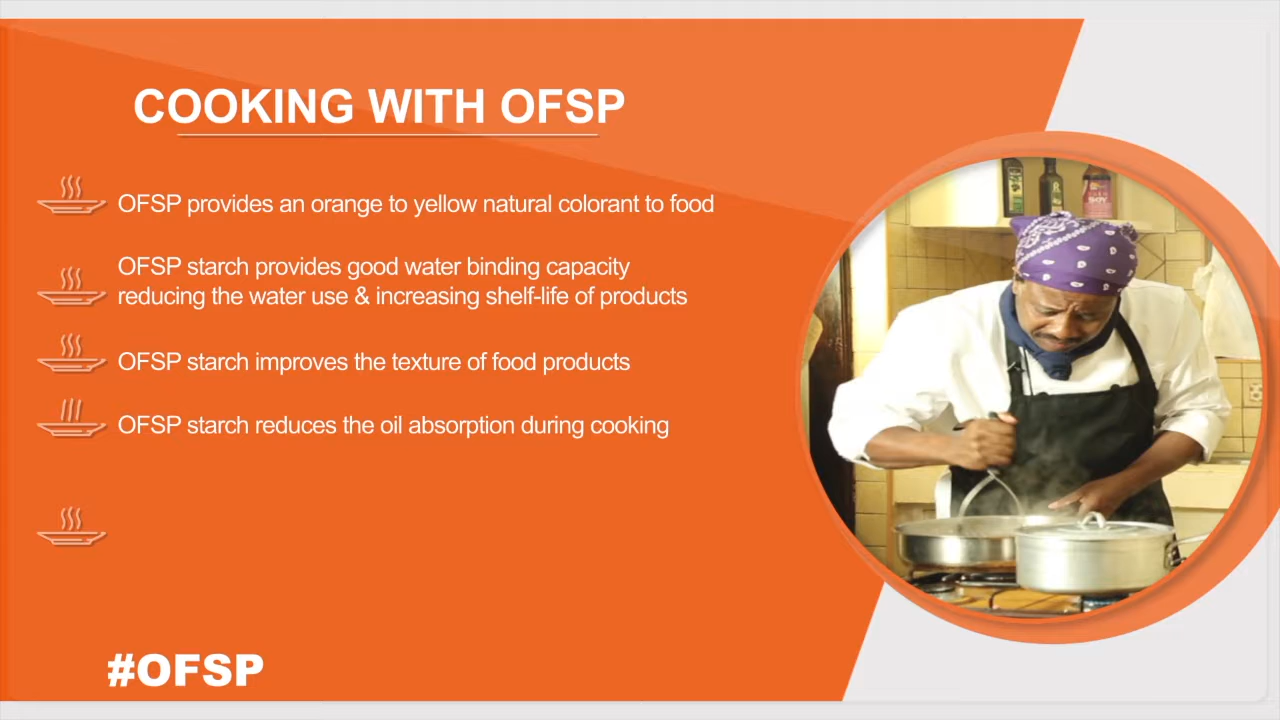 COOKING WITH OFSP
OFSP provides an orange to yellow natural colorant to food
OFSP starch provides good water binding capacity
reducing the water use & increasing shelf-life of products
OFSP starch improves the texture of food products
OFSP starch reduces the oil absorption during cooking
#OFSP